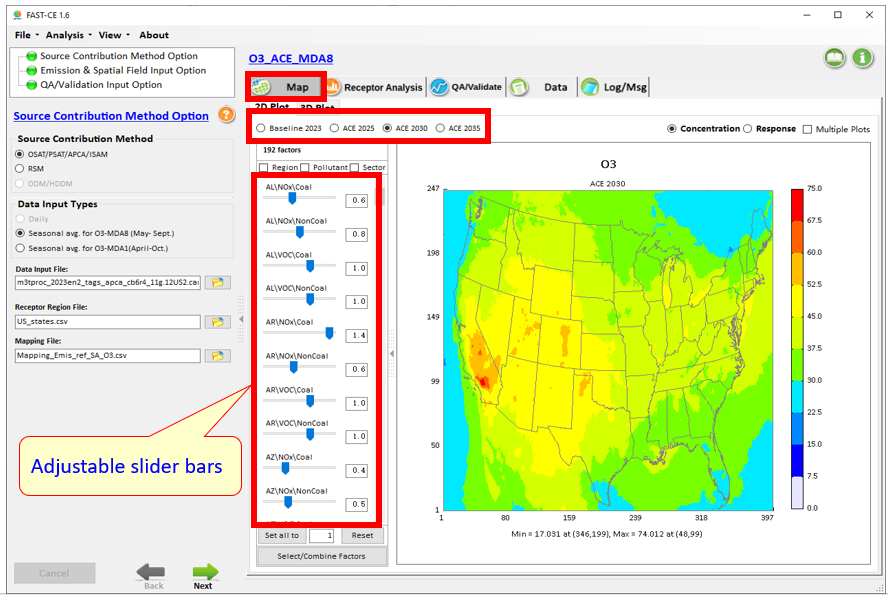 FAST-CE 1.6
File Analysis View About
Source Contribution Method Option
Emission & Spatial Field Input Option
QA/Validation Input Option
Source Contribution Method Option
Source Contribution Method
OSAT/PSAT/APCA/ISAM
RSM
DDM/HDDM
Data Input Types
Daily
Seasonal avg. for O3-MDA8 (May- Sept.)
Seasonal avg. for O3-MDA1(April-Oct.)
Data Input File:
m3tproc_2023en2_tags_apca_cb6r4_11g.12US2.ca
Receptor Region File:
US_states.csv
Mapping File:
Mapping_Emis_ref_SA_O3.csv
Adjustable slider bars
Cancel
Back
Next
O3_ACE_MDA8
Map Receptor Analysis QA/Validate Data Log/Msg
2D Plot 3D Plot
Baseline 2023 ACE 2025 ACE 2030 ACE 2035
Concentration Response Multiple Plots
192 factors
Region Pollutant Sector
AL\NOx\Coal
0.6
AL\NOx\NonCoal
0.8
AL\VOC\Coal
1.0
AL\VOC\NonCoal
1.0
AR\NOx\Coal
1.4
AR\NOx\NonCoal
0.6
AR\VOC\Coal
1.0
AR\VOC\NonCoal
1.0
AZ\NOx\Coal
0.4
AZ\NOx\NonCoal
0.5
Set all to 1 Reset
Select/Combine Factors
O3
ACE 2030
247
198
149
99
50
1
1 80 159 239 318 397
75.0
67.5
60.0
52.5
45.0
37.5
30.0
22.5
15.0
7.5
0.0
Min = 17.031 at (346,199), Max = 74.012 at (48,99)